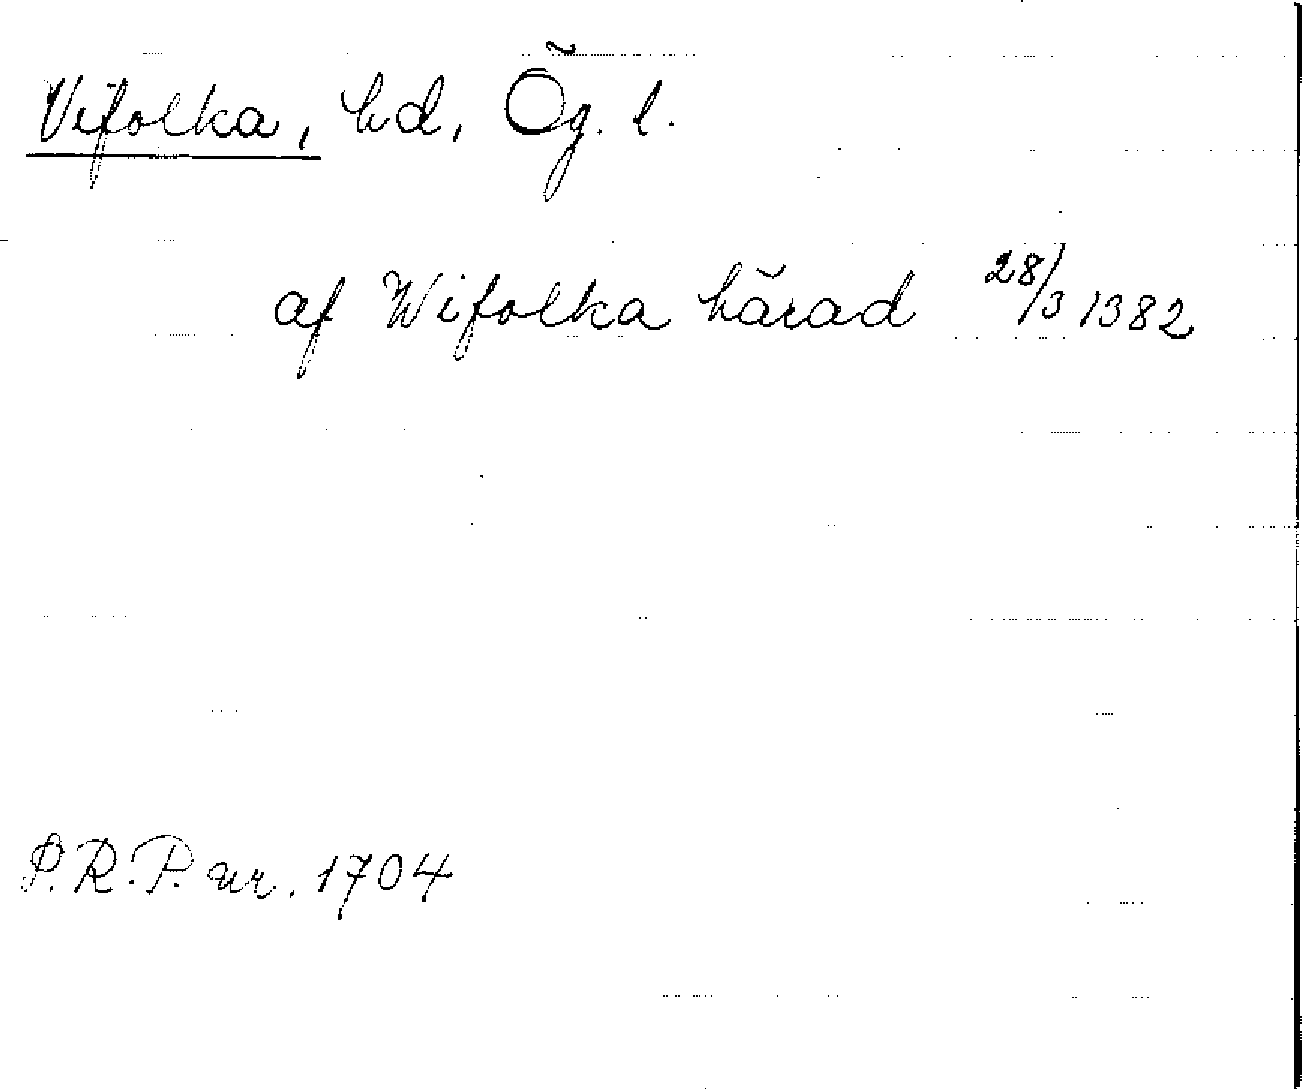 Vifolka, hd, Ög. l.
af Wifolka härad 28/3 1382
P.R.P. nr. 1704